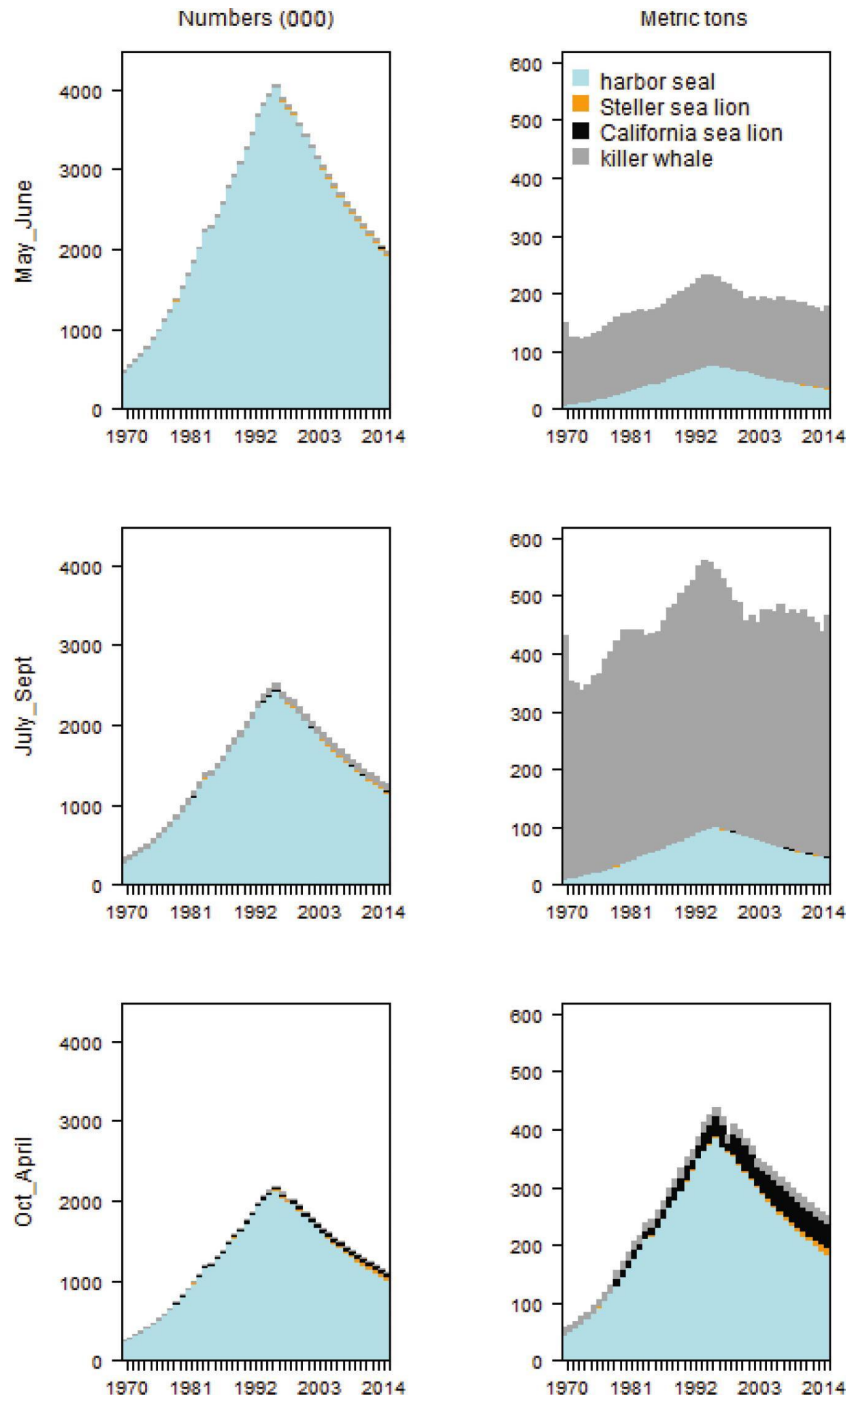 Numbers (000)
Metric tons
May_June
4000
3000
2000
1000
0
1970 1981 1992 2003 2014
600
500
400
300
200
100
0
harbor seal
Steller sea lion
California sea lion
killer whale
1970 1981 1992 2003 2014
July_Sept
4000
3000
2000
1000
0
1970 1981 1992 2003 2014
600
500
400
300
200
100
0
1970 1981 1992 2003 2014
Oct_April
4000
3000
2000
1000
0
1970 1981 1992 2003 2014
600
500
400
300
200
100
0
1970 1981 1992 2003 2014